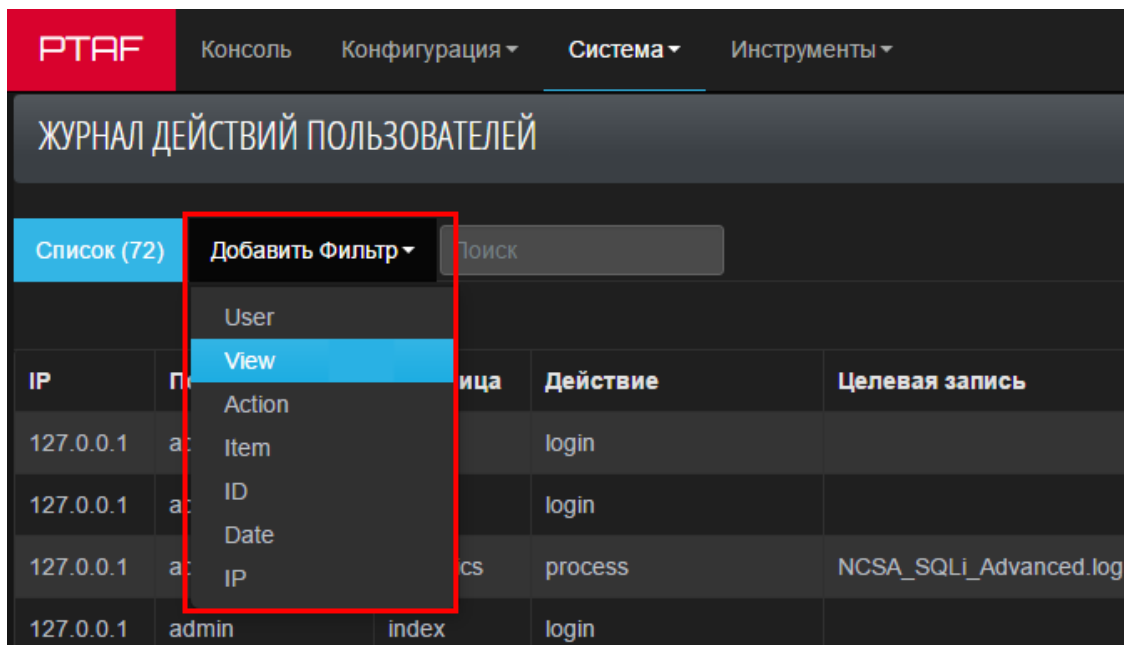 PTAF Консоль Конфигурация Система Инструменты
ЖУРНАЛ ДЕЙСТВИЙ ПОЛЬЗОВАТЕЛЕЙ
Список (72) Добавить Фильтр Поиск
User
View
IP ица Действие Целевая запись
Action
127.0.0.1 login
Item
ID
127.0.0.1 login
Date
127.0.0.1 ics process NCSA_SQLi_Advanced.log
IP
127.0.0.1 admin index login